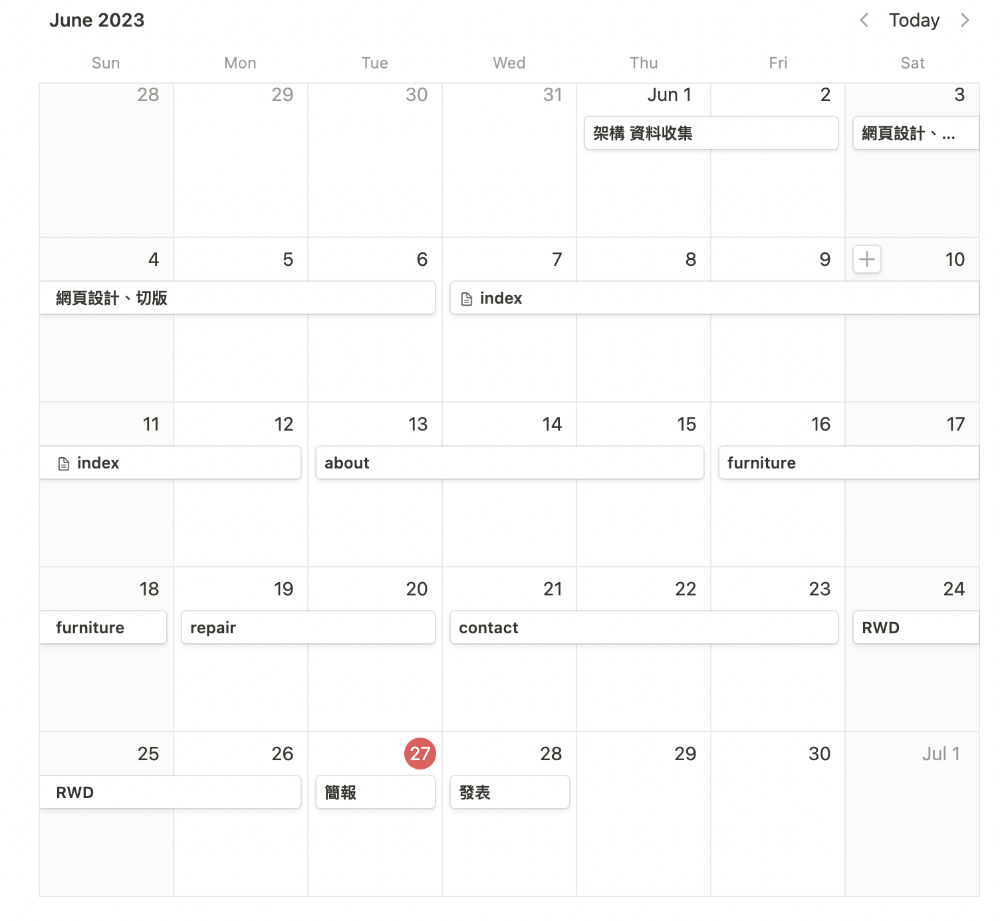 June 2023
Today
Sun Mon Tue Wed Thu Fri Sat
28 29 30 31 Jun 1 2 3
架構 資料收集 網頁設計、...
4 5 6 7 8 9 10
網頁設計、切版 index
11 12 13 14 15 16 17
index about furniture
18 19 20 21 22 23 24
furniture repair contact RWD
25 26 27 28 29 30 Jul 1
RWD 簡報 發表